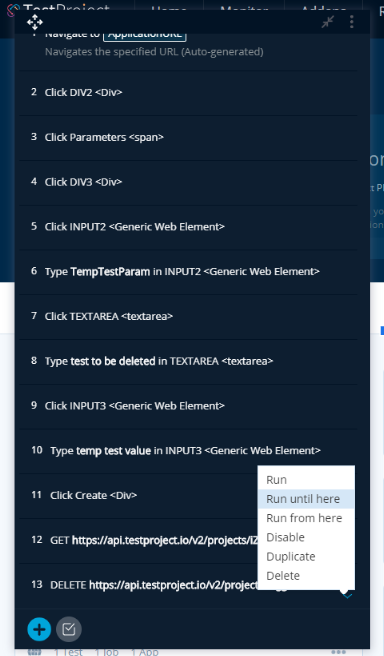 TestProject
Home Monitor Addons
1 Navigate to ApplicationURL
Navigates the specified URL (Auto-generated)
2 Click DIV2 <Div>
3 Click Parameters <span>
4 Click DIV3 <Div>
5 Click INPUT2 <Generic Web Element>
6 Type TempTestParam in INPUT2 <Generic Web Element>
7 Click TEXTAREA <textarea>
8 Type test to be deleted in TEXTAREA <textarea>
9 Click INPUT3 <Generic Web Element>
10 Type temp test value in INPUT3 <Generic Web Element>
11 Click Create <Div>
12 GET https://api.testproject.io/v2/projects/
13 DELETE https://api.testproject.io/v2/project
Run
Run until here
Run from here
Disable
Duplicate
Delete
1 Test 1 Job 1 App